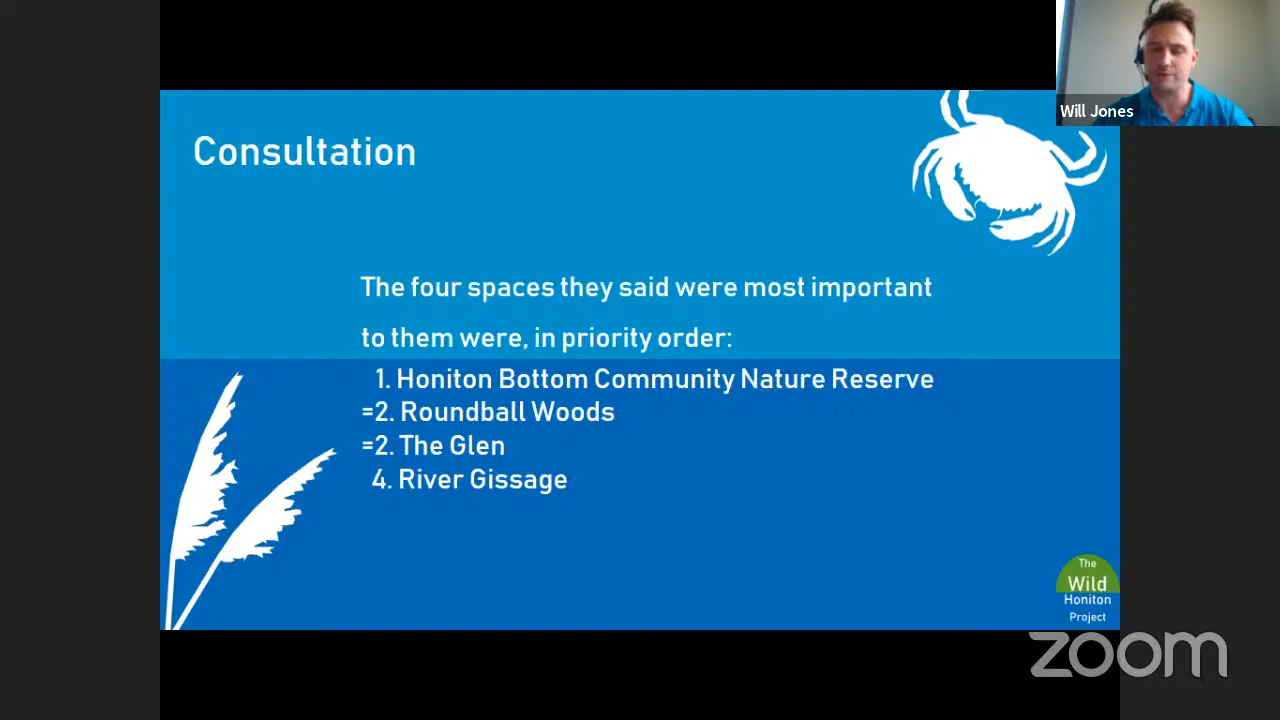 Will Jones
Consultation
The four spaces they said were most important
to them were, in priority order:
1. Honiton Bottom Community Nature Reserve
=2. Roundball Woods
=2. The Glen
4. River Gissage
The
Wild
Honiton
Project
zoom